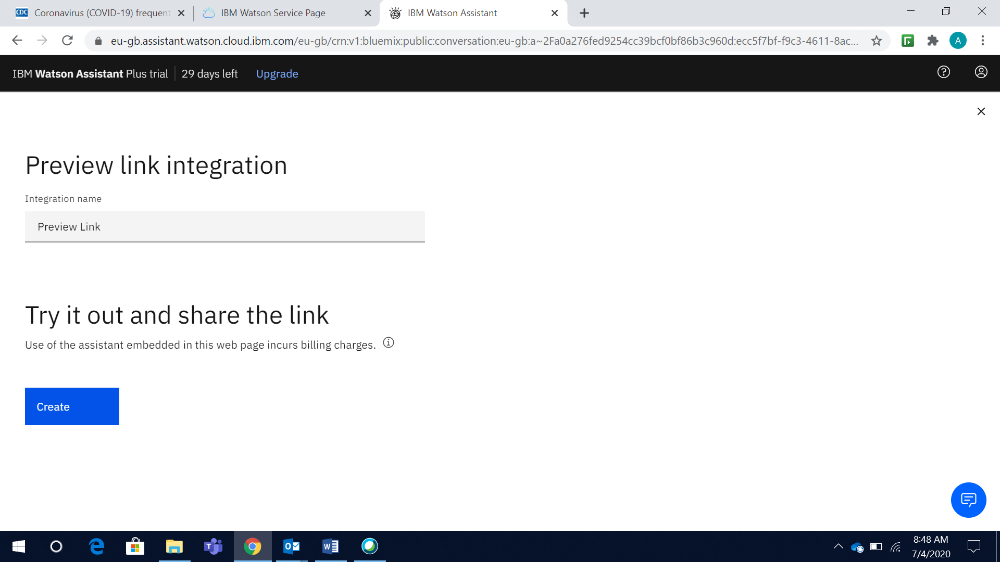 CDC Coronavirus (COVID-19) frequent
IBM Watson Service Page
IBM Watson Assistant
eu-gb.assistant.watson.cloud.ibm.com/eu-gb/crn:v1:bluemix:public:conversation:eu-gb:a~2Fa0a276fed9254cc39bcf0bf86b3c960d:ecc5f7bf-f9c3-4611-8ac...
A
IBM Watson Assistant Plus trial 29 days left Upgrade
Preview link integration
Integration name
Preview Link
Try it out and share the link
Use of the assistant embedded in this web page incurs billing charges.
Create
8:48 AM
7/4/2020